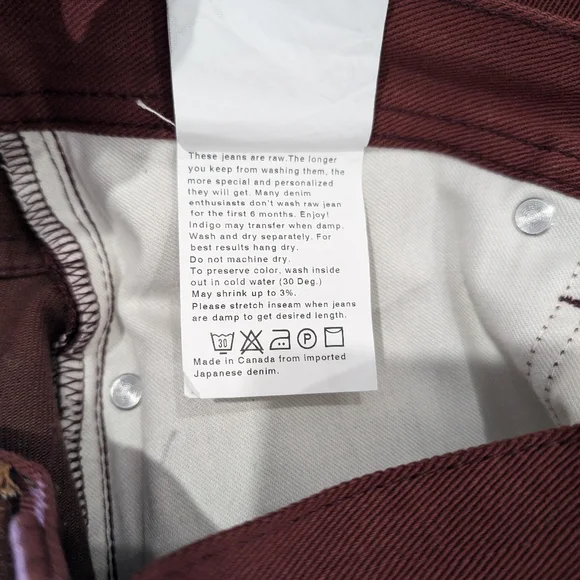 These jeans are raw.The longer
you keep from washing them, the
more special and personalized
they will get. Many denim
enthusiasts don't wash raw jean
for the first 6 months. Enjoy!
Indigo may transfer when damp.
Wash and dry separately. For
best results hang dry.
Do not machine dry.
To preserve color, wash inside
out in cold water (30 Deg.)
May shrink up to 3%.
Please stretch inseam when jeans
are damp to get desired length.
30 P
Made in Canada from imported
Japanese denim.